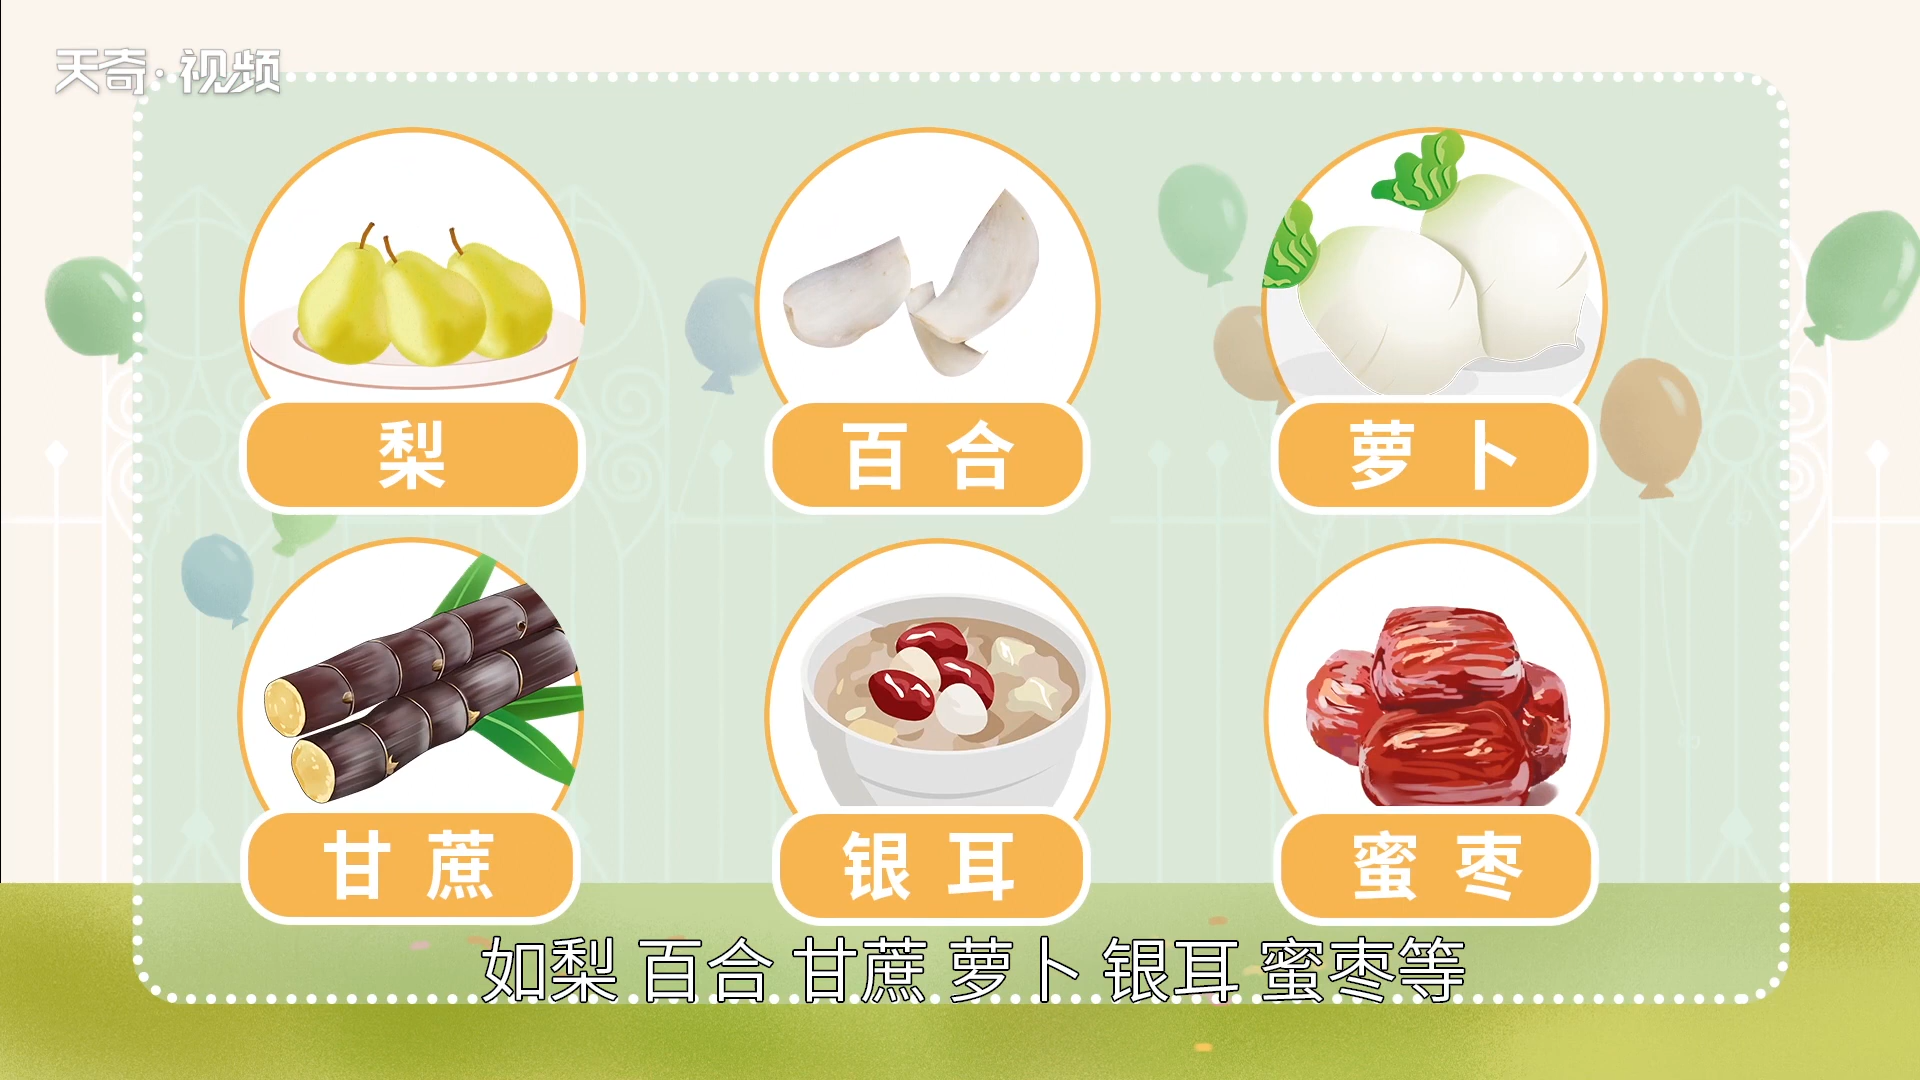 天奇·视频
梨
百合
萝卜
甘蔗
银耳
蜜枣
如梨 百合 甘蔗 萝卜 银耳 蜜枣等